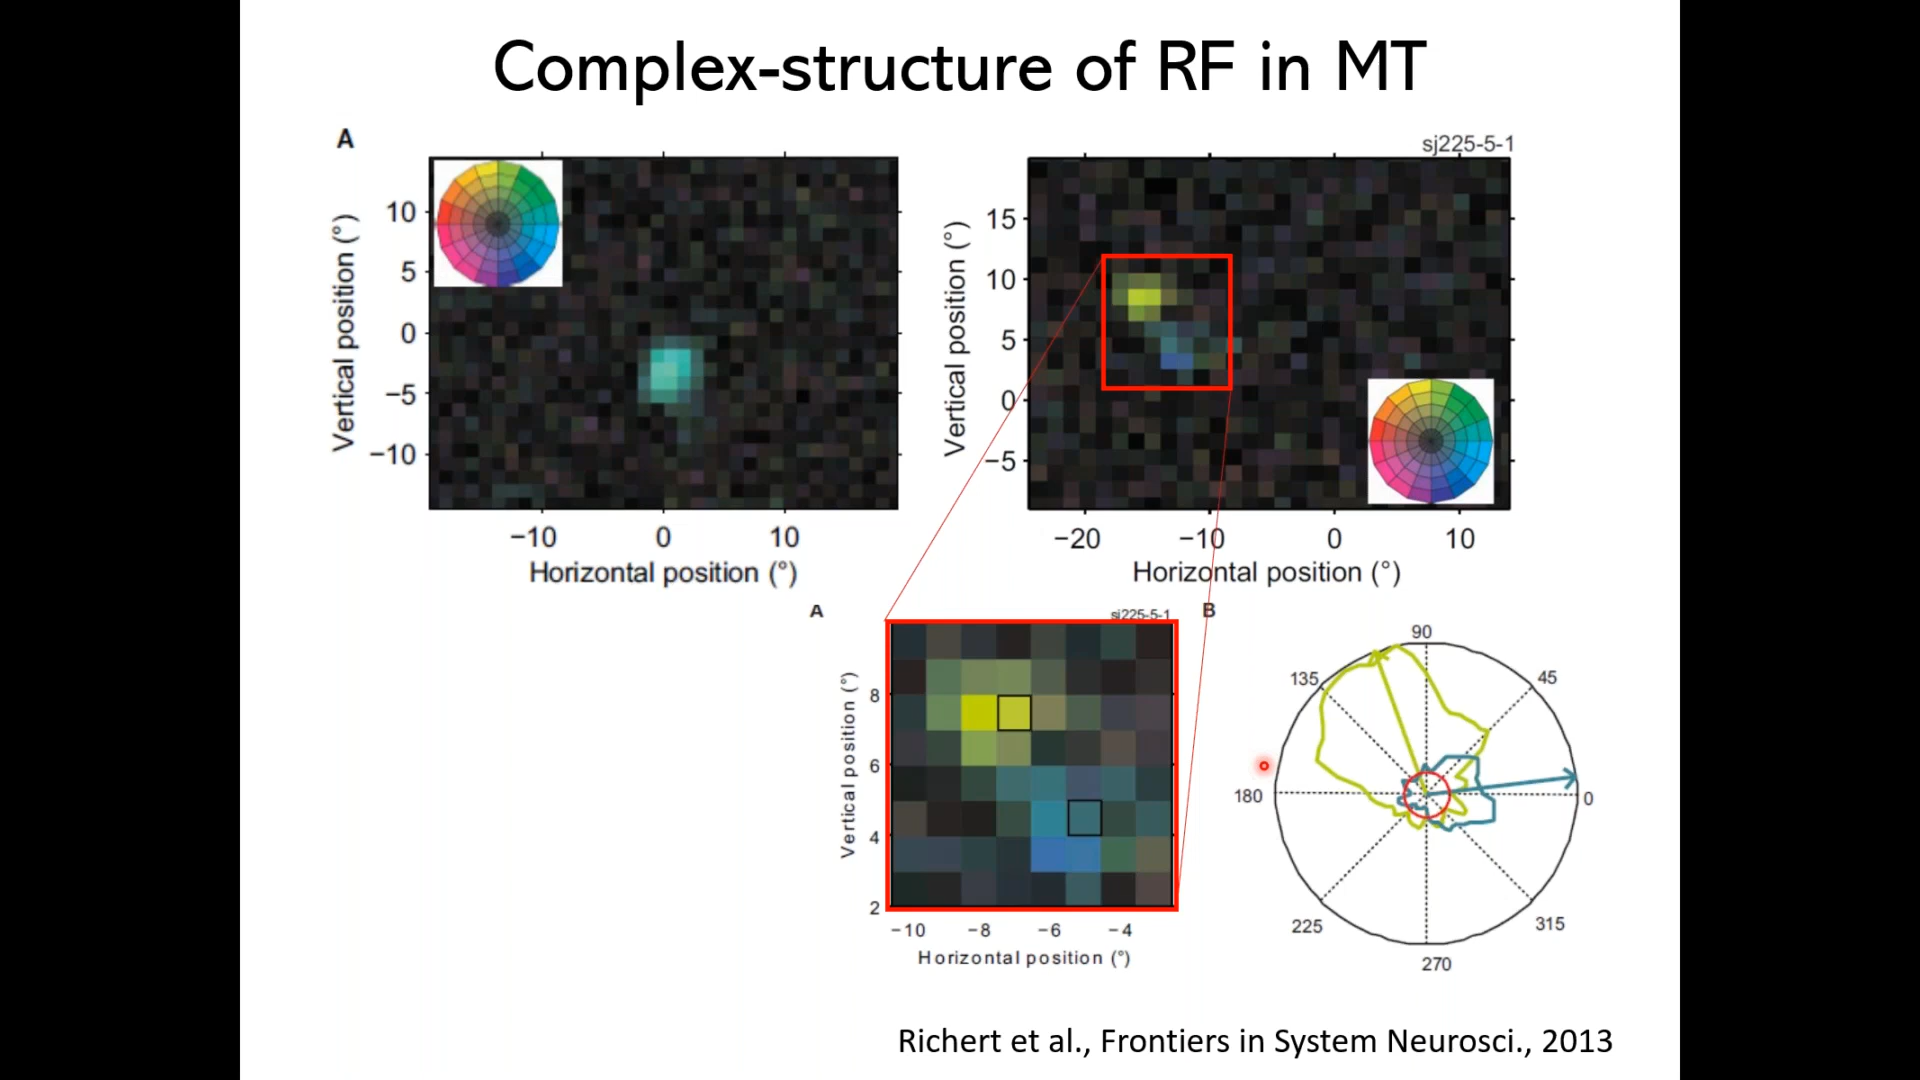 Complex-structure of RF in MT
A
Vertical position (°)
10
5
0
−5
−10
−10 0 10
Horizontal position (°)
sj225-5-1
Vertical position (°)
15
10
5
0
−5
−20 −10 0 10
Horizontal position (°)
A
sj225-5-1
Vertical position (°)
8
6
4
2
−10 −8 −6 −4
Horizontal position (°)
B
90
135 45
180 0
225 315
270
Richert et al., Frontiers in System Neurosci., 2013